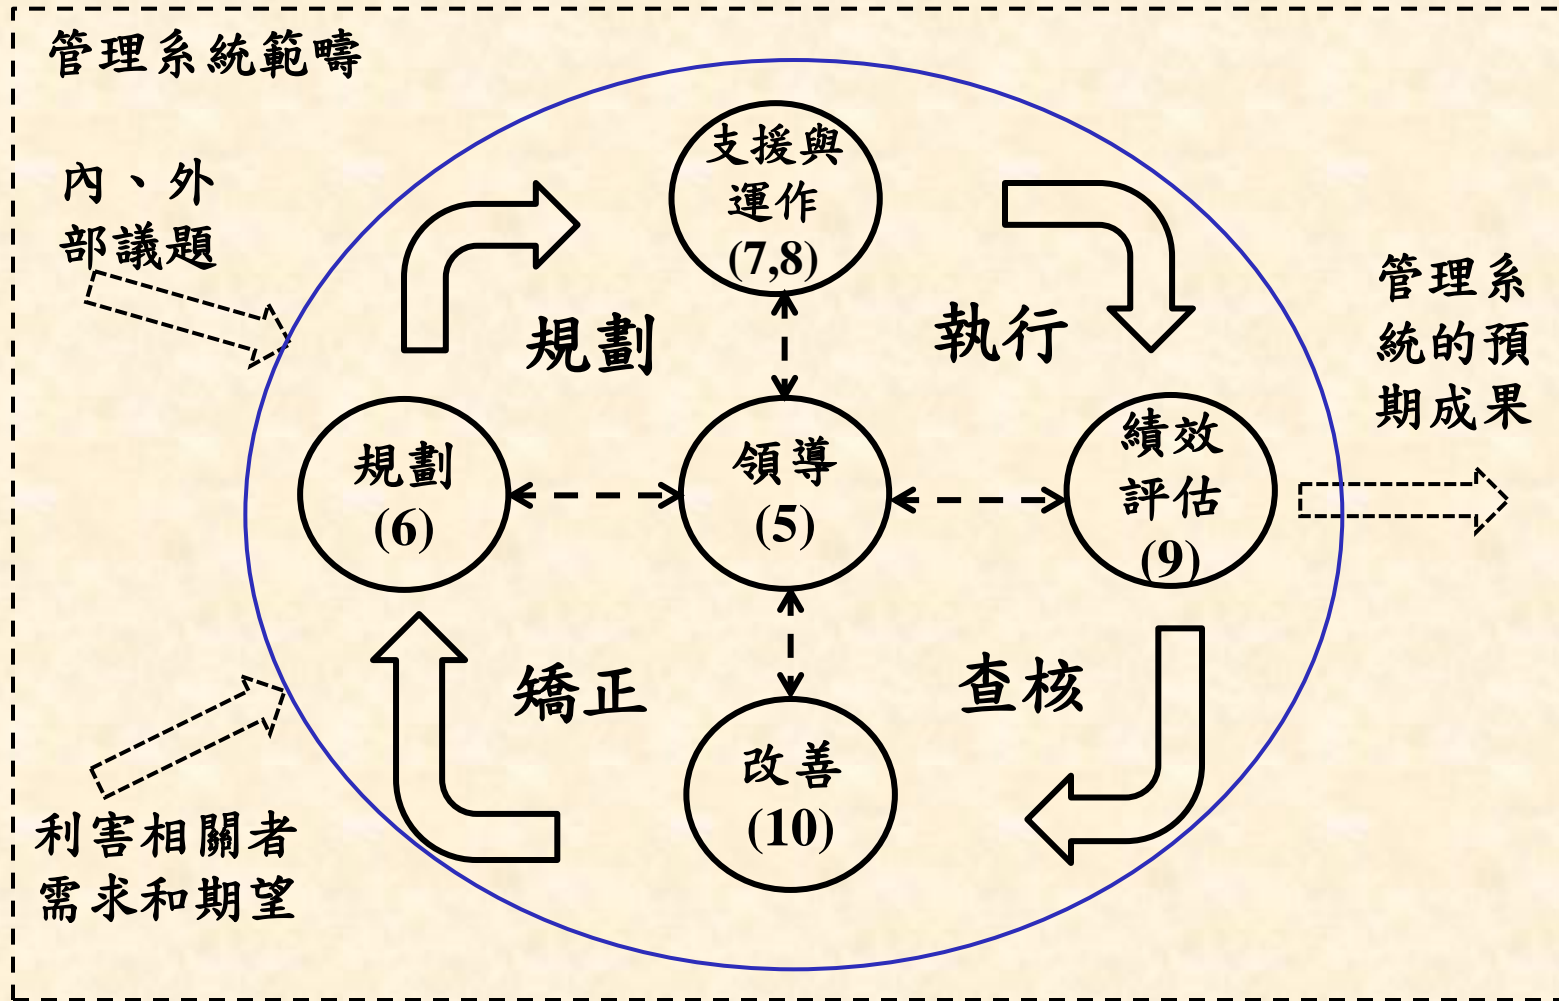 管理系統範疇
內、外
部議題
支援與
運作
(7,8)
規劃
執行
管理系
統的預
期成果
規劃
(6)
領導
(5)
績效
評估
(9)
矯正
查核
改善
(10)
利害相關者
需求和期望